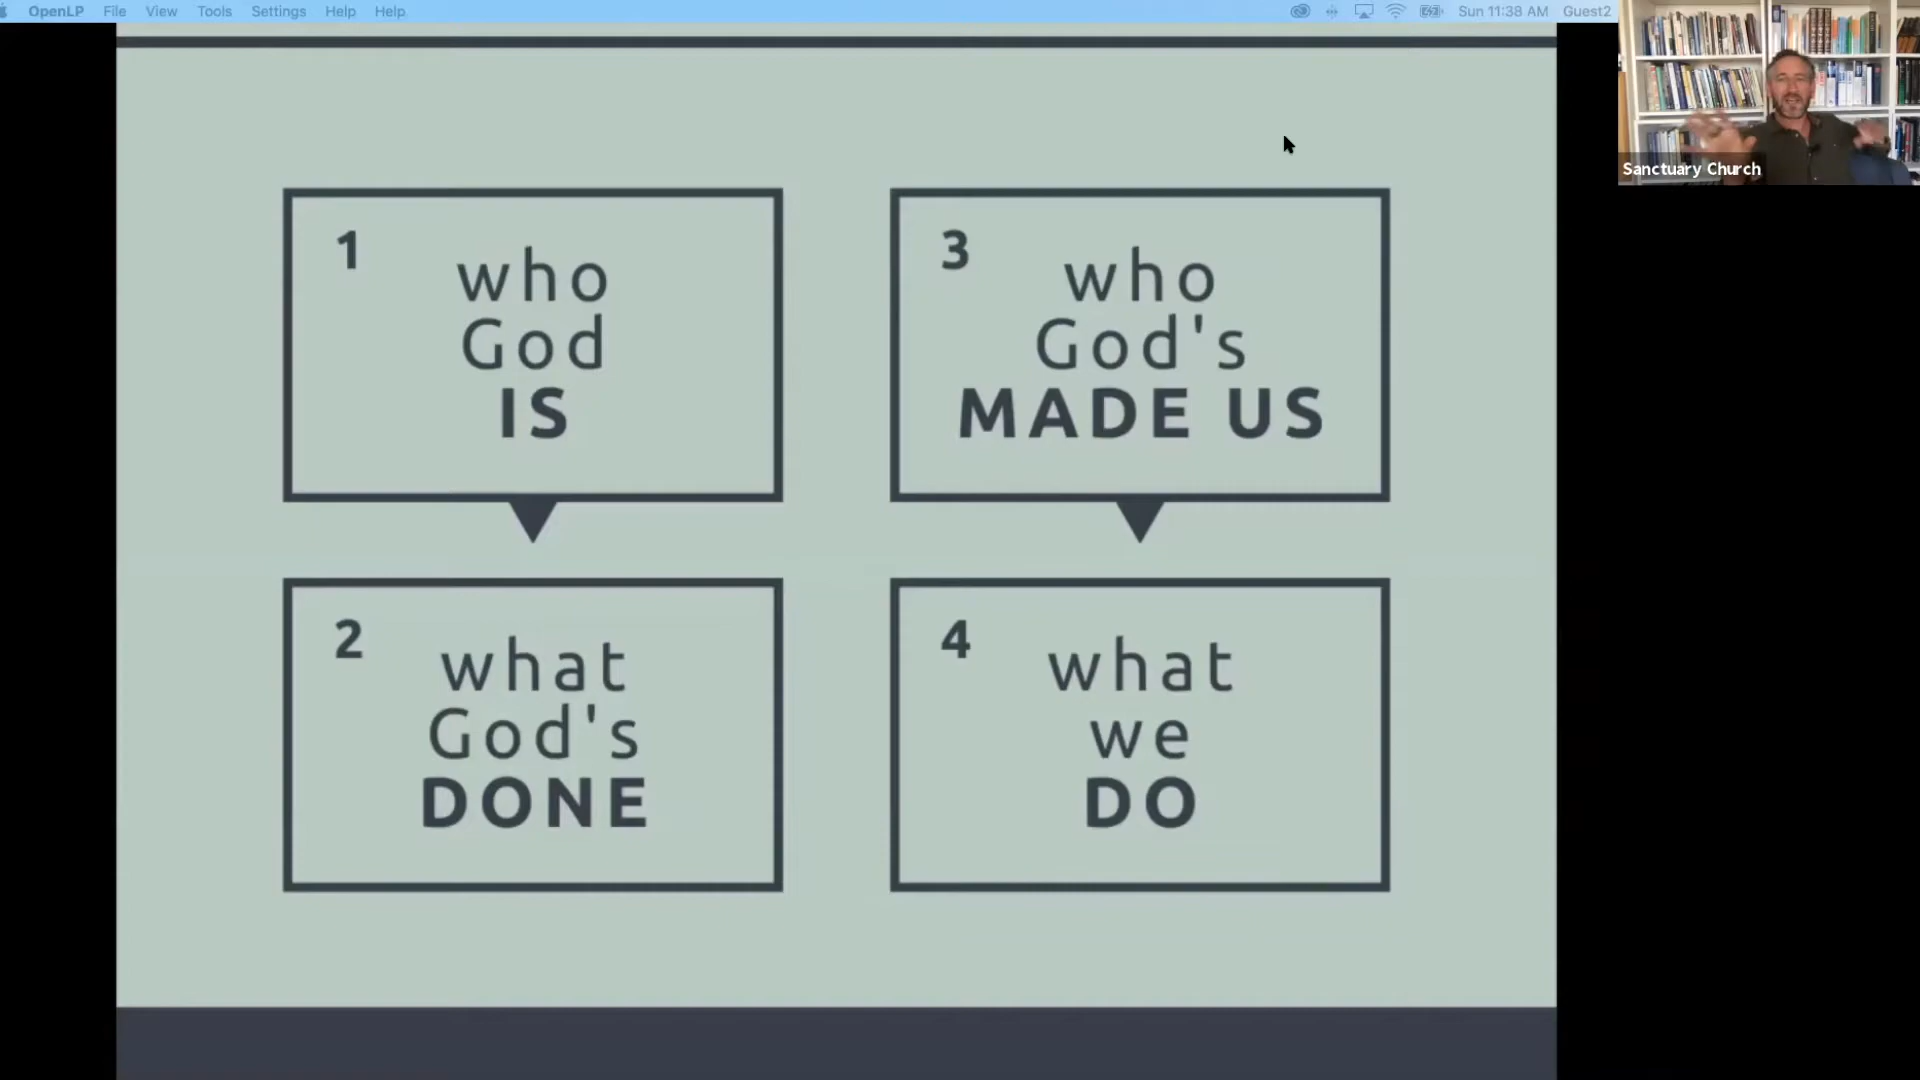 OpenLP File View Tools Settings Help Help Sun 11:38 AM Guest2
Sanctuary Church
1
who
God
IS
2
what
God's
DONE
3
who
God's
MADE US
4
what
we
DO